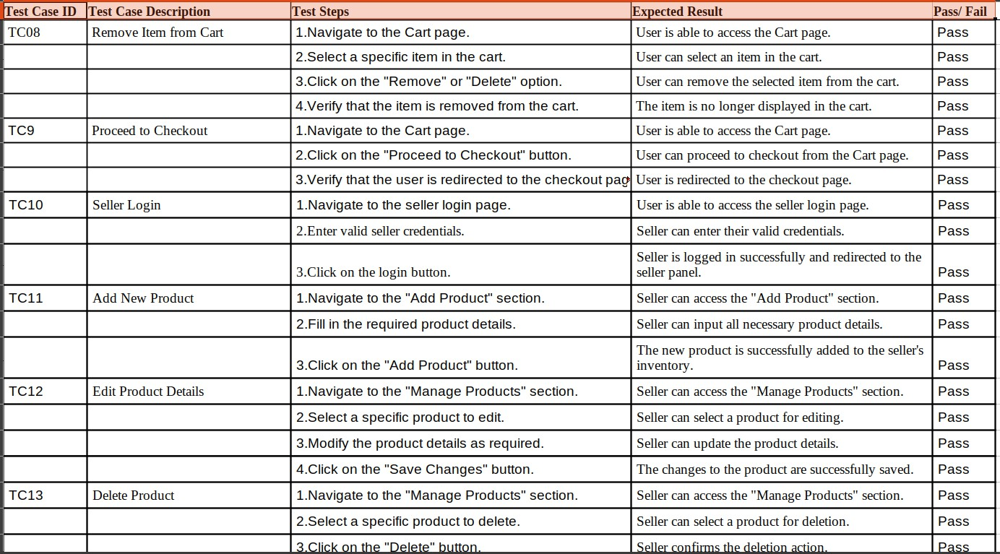 Test Case ID Test Case Description Test Steps Expected Result Pass/ Fail
TC08 Remove Item from Cart 1.Navigate to the Cart page. User is able to access the Cart page. Pass
2.Select a specific item in the cart. User can select an item in the cart. Pass
3.Click on the "Remove" or "Delete" option. User can remove the selected item from the cart. Pass
4.Verify that the item is removed from the cart. The item is no longer displayed in the cart. Pass
TC9 Proceed to Checkout 1.Navigate to the Cart page. User is able to access the Cart page. Pass
2.Click on the "Proceed to Checkout" button. User can proceed to checkout from the Cart page. Pass
3.Verify that the user is redirected to the checkout pag User is redirected to the checkout page. Pass
TC10 Seller Login 1.Navigate to the seller login page. User is able to access the seller login page. Pass
2.Enter valid seller credentials. Seller can enter their valid credentials. Pass
Seller is logged in successfully and redirected to the
3.Click on the login button. seller panel. Pass
TC11 Add New Product 1.Navigate to the "Add Product" section. Seller can access the "Add Product" section. Pass
2.Fill in the required product details. Seller can input all necessary product details. Pass
The new product is successfully added to the seller's
3.Click on the "Add Product" button. inventory. Pass
TC12 Edit Product Details 1.Navigate to the "Manage Products" section. Seller can access the "Manage Products" section. Pass
2.Select a specific product to edit. Seller can select a product for editing. Pass
3.Modify the product details as required. Seller can update the product details. Pass
4.Click on the "Save Changes" button. The changes to the product are successfully saved. Pass
TC13 Delete Product 1.Navigate to the "Manage Products" section. Seller can access the "Manage Products" section. Pass
2.Select a specific product to delete. Seller can select a product for deletion. Pass
3.Click on the "Delete" button. Seller confirms the deletion action. Pass